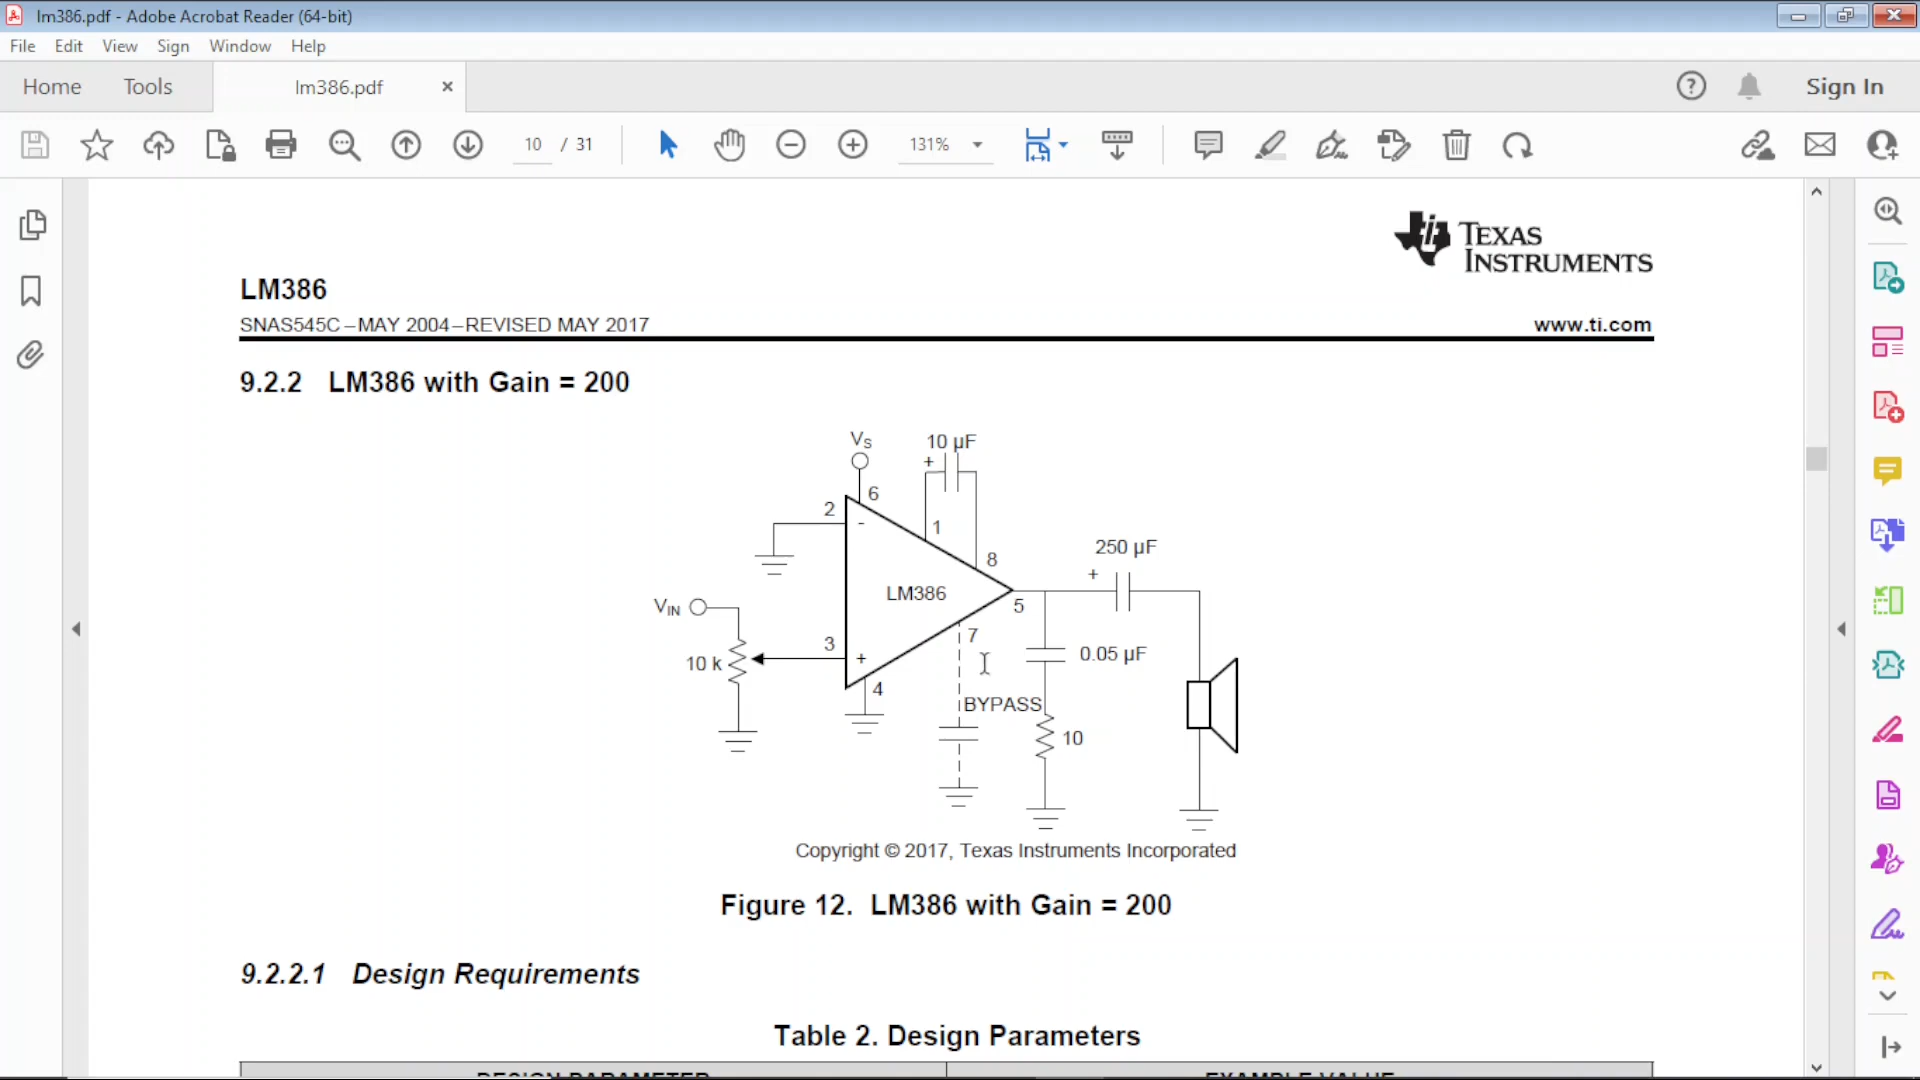 lm386.pdf - Adobe Acrobat Reader (64-bit)
File Edit View Sign Window Help
Home Tools lm386.pdf × Sign In
10 / 31 131%
TEXAS
INSTRUMENTS
LM386
SNAS545C –MAY 2004–REVISED MAY 2017 www.ti.com
9.2.2 LM386 with Gain = 200
VS
10 µF
+
6
2
-
1
8
250 µF
+
LM386
5
VIN
7
3
+
10 k
0.05 µF
4
BYPASS
10
Copyright © 2017, Texas Instruments Incorporated
Figure 12. LM386 with Gain = 200
9.2.2.1 Design Requirements
Table 2. Design Parameters
DESIGN PARAMETER EXAMPLE VALUE